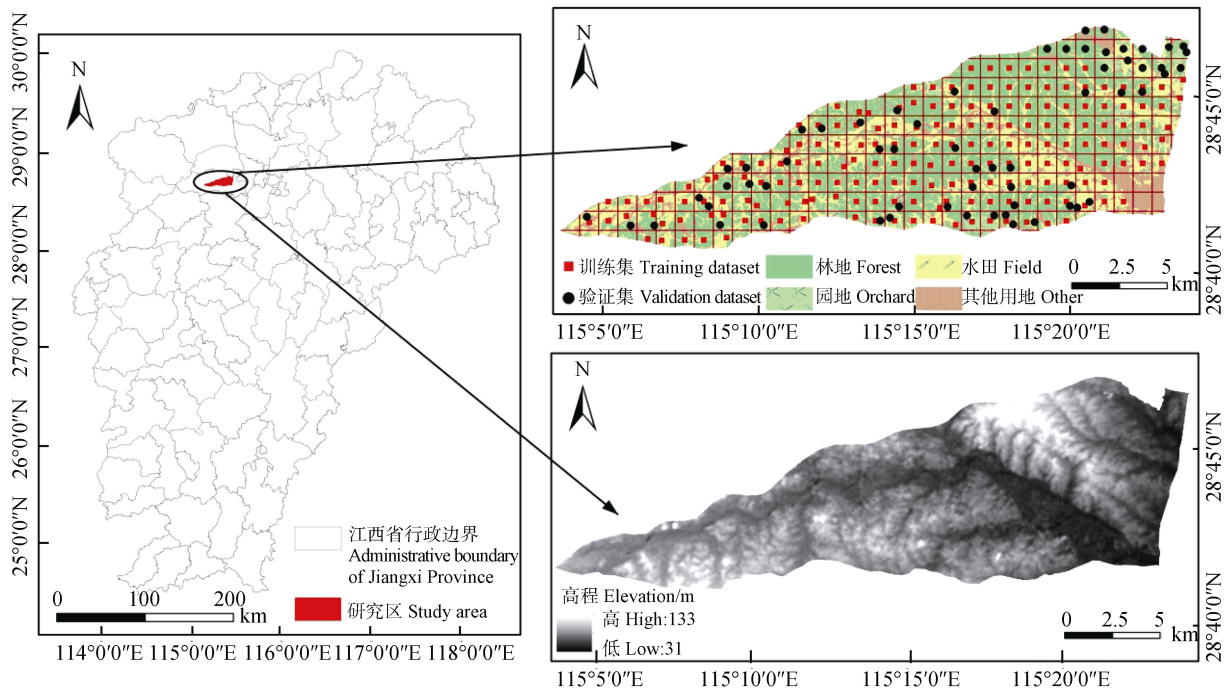 N
30°0′0″N
29°0′0″N
28°0′0″N
27°0′0″N
26°0′0″N
25°0′0″N
江西省行政边界
Administrative boundary
of Jiangxi Province
研究区 Study area
0 100 200 km
114°0′0″E 115°0′0″E 116°0′0″E 117°0′0″E 118°0′0″E
N
28°45′0″N
28°40′0″N
训练集 Training dataset 林地 Forest 水田 Field
验证集 Validation dataset 园地 Orchard 其他用地 Other
0 2.5 5 km
115°5′0″E 115°10′0″E 115°15′0″E 115°20′0″E
N
28°45′0″N
28°40′0″N
高程 Elevation/m
高 High:133
低 Low:31
0 2.5 5 km
115°5′0″E 115°10′0″E 115°15′0″E 115°20′0″E